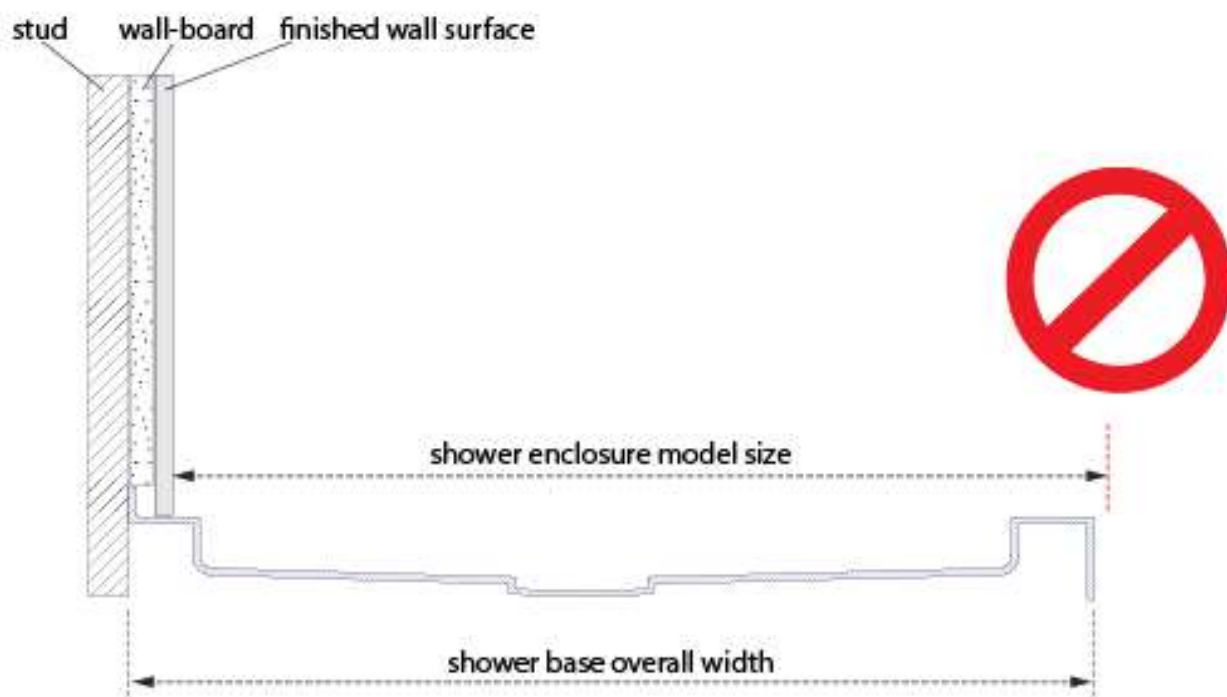 stud wall-board finished wall surface
shower enclosure model size
shower base overall width